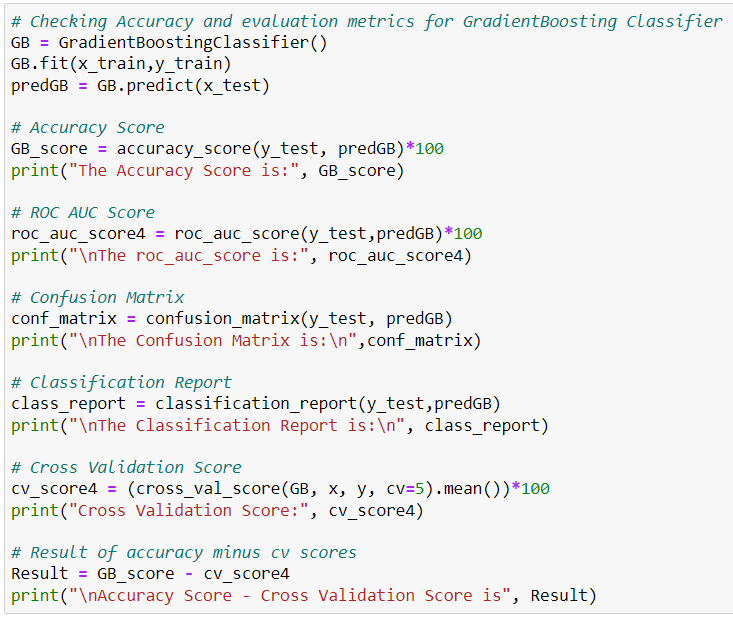 # Checking Accuracy and evaluation metrics for GradientBoosting Classifier
GB = GradientBoostingClassifier()
GB.fit(x_train,y_train)
predGB = GB.predict(x_test)

# Accuracy Score
GB_score = accuracy_score(y_test, predGB)*100
print("The Accuracy Score is:", GB_score)

# ROC AUC Score
roc_auc_score4 = roc_auc_score(y_test,predGB)*100
print("\nThe roc_auc_score is:", roc_auc_score4)

# Confusion Matrix
conf_matrix = confusion_matrix(y_test, predGB)
print("\nThe Confusion Matrix is:\n",conf_matrix)

# Classification Report
class_report = classification_report(y_test,predGB)
print("\nThe Classification Report is:\n", class_report)

# Cross Validation Score
cv_score4 = (cross_val_score(GB, x, y, cv=5).mean())*100
print("Cross Validation Score:", cv_score4)

# Result of accuracy minus cv scores
Result = GB_score - cv_score4
print("\nAccuracy Score - Cross Validation Score is", Result)